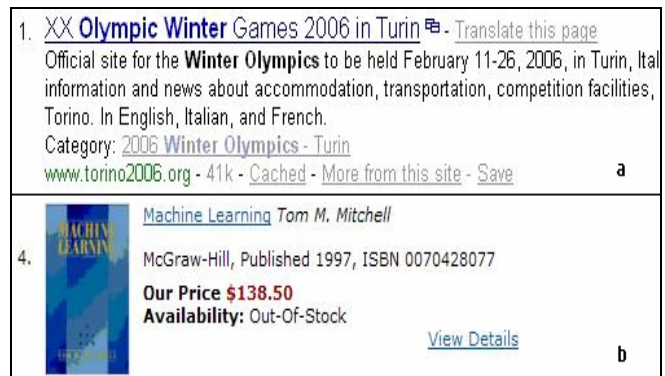 1. XX Olympic Winter Games 2006 in Turin - Translate this page
Official site for the Winter Olympics to be held February 11-26, 2006, in Turin, Ital
information and news about accommodation, transportation, competition facilities,
Torino. In English, Italian, and French.
Category: 2006 Winter Olympics - Turin
www.torino2006.org - 41k - Cached - More from this site - Save
a
Machine Learning Tom M. Mitchell
4.
MACHINE
LEARNING
McGraw-Hill, Published 1997, ISBN 0070428077
Our Price $138.50
Availability: Out-Of-Stock
View Details
b